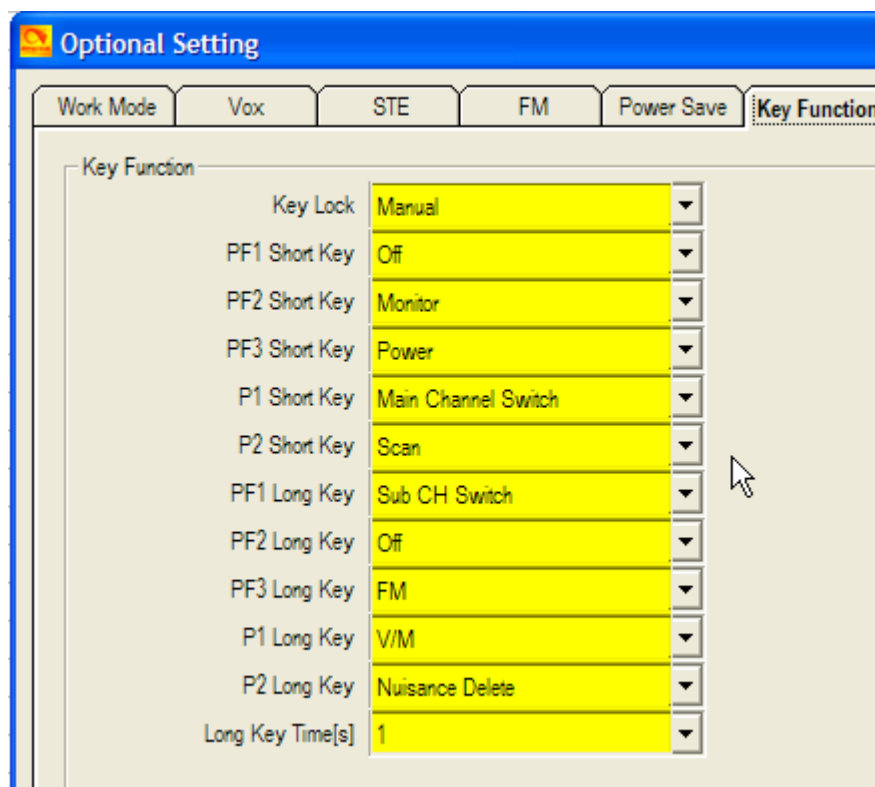 Optional Setting
Work Mode Vox STE FM Power Save Key Function
Key Function
Key Lock Manual
PF1 Short Key Off
PF2 Short Key Monitor
PF3 Short Key Power
P1 Short Key Main Channel Switch
P2 Short Key Scan
PF1 Long Key Sub CH Switch
PF2 Long Key Off
PF3 Long Key FM
P1 Long Key V/M
P2 Long Key Nuisance Delete
Long Key Time[s] 1